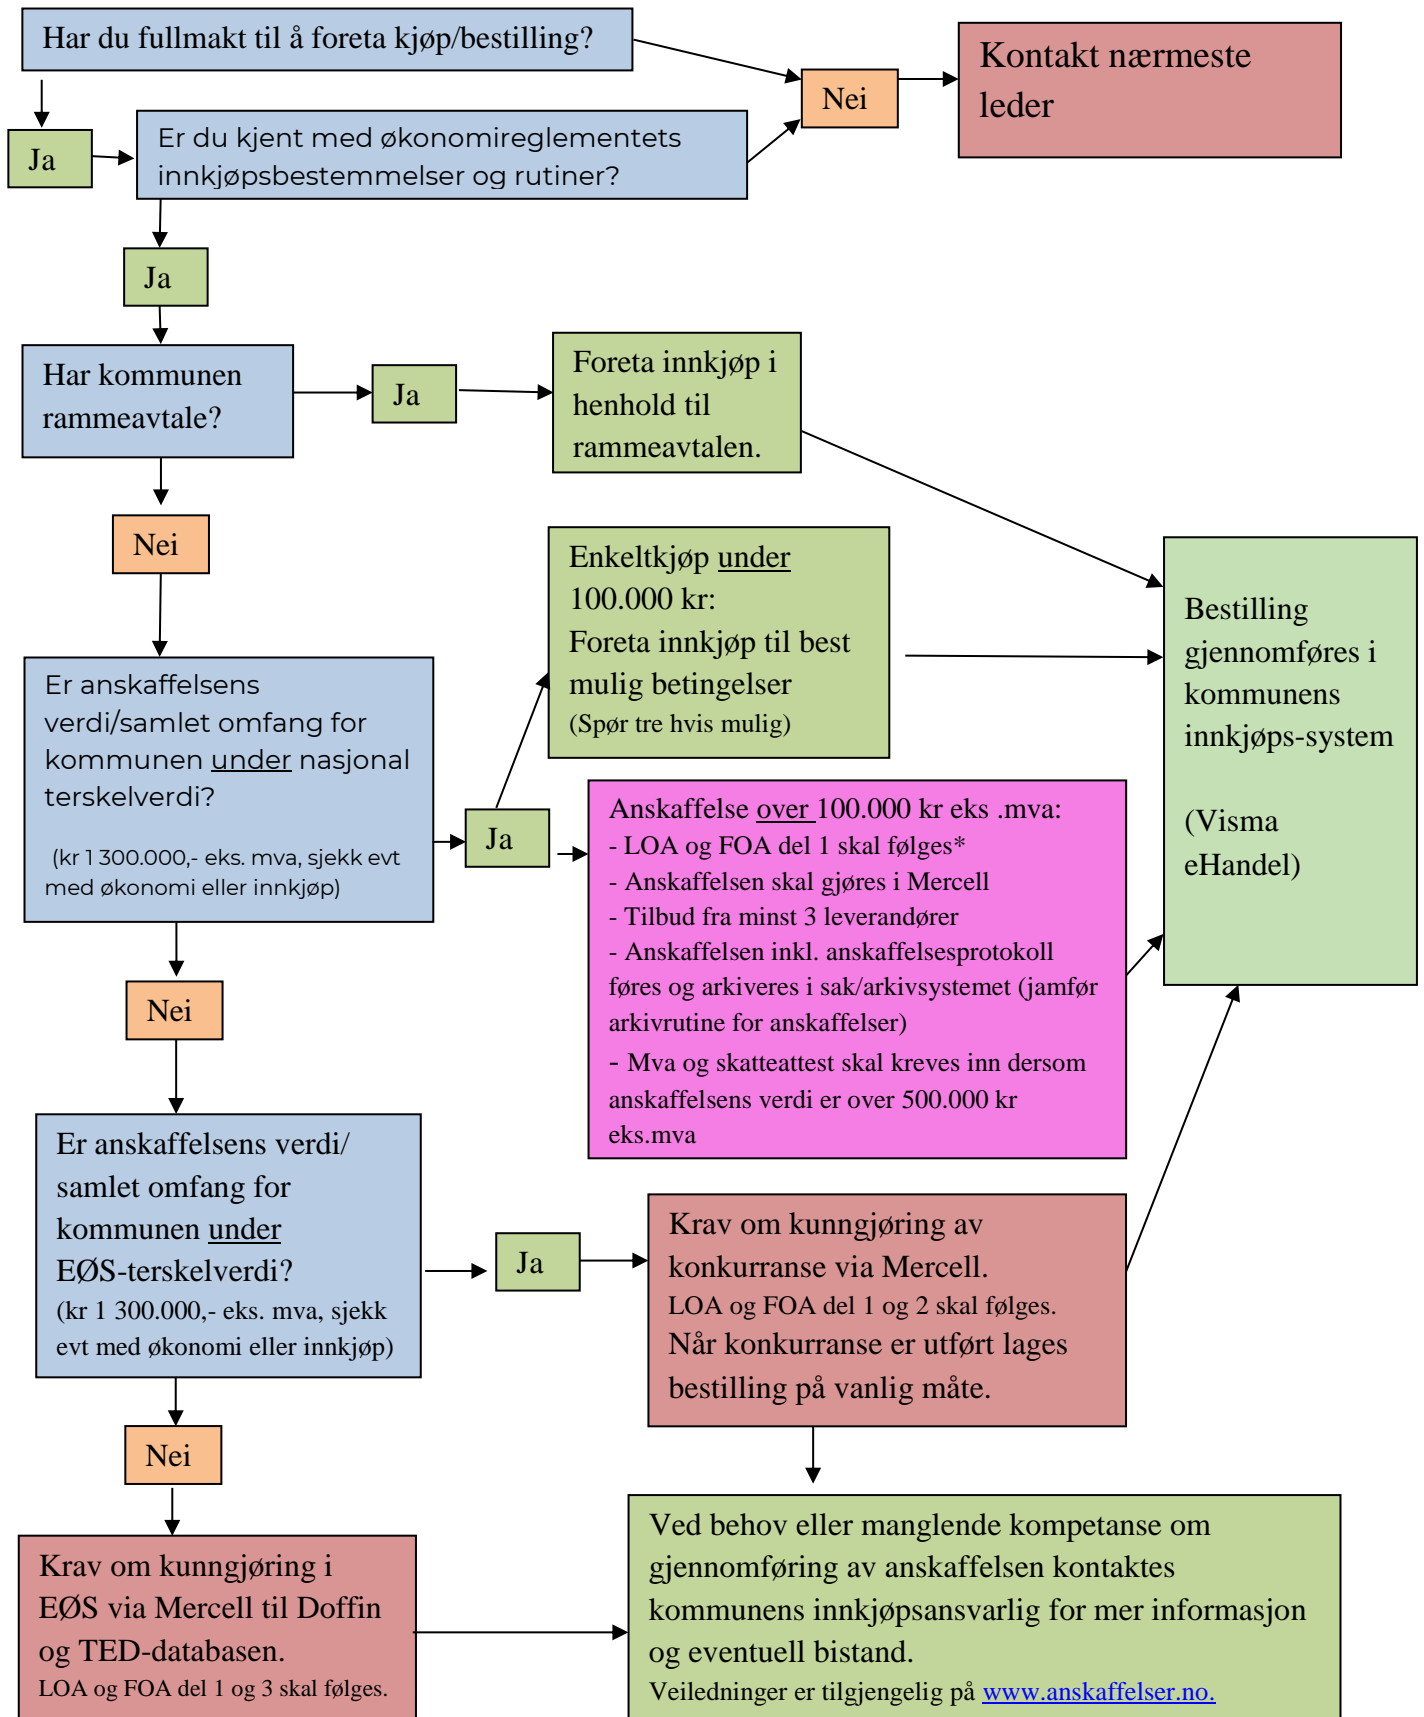 Har du fullmakt til å foreta kjøp/bestilling?
Nei
Kontakt nærmeste
leder
Ja
Er du kjent med økonomireglementets
innkjøpsbestemmelser og rutiner?
Ja
Har kommunen
rammeavtale?
Ja
Foreta innkjøp i
henhold til
rammeavtalen.
Nei
Enkeltkjøp under
100.000 kr:
Foreta innkjøp til best
mulig betingelser
(Spør tre hvis mulig)
Bestilling
gjennomføres i
kommunens
innkjøps-system
(Visma
eHandel)
Er anskaffelsens
verdi/samlet omfang for
kommunen under nasjonal
terskelverdi?
(kr 1 300.000,- eks. mva, sjekk evt
med økonomi eller innkjøp)
Ja
Anskaffelse over 100.000 kr eks .mva:
- LOA og FOA del 1 skal følges*
- Anskaffelsen skal gjøres i Mercell
- Tilbud fra minst 3 leverandører
- Anskaffelsen inkl. anskaffelsesprotokoll
føres og arkiveres i sak/arkivsystemet (jamfør
arkivrutine for anskaffelser)
- Mva og skatteattest skal kreves inn dersom
anskaffelsens verdi er over 500.000 kr
eks.mva
Nei
Er anskaffelsens verdi/
samlet omfang for
kommunen under
EØS-terskelverdi?
(kr 1 300.000,- eks. mva, sjekk
evt med økonomi eller innkjøp)
Ja
Krav om kunngjøring av
konkurranse via Mercell.
LOA og FOA del 1 og 2 skal følges.
Når konkurranse er utført lages
bestilling på vanlig måte.
Nei
Krav om kunngjøring i
EØS via Mercell til Doffin
og TED-databasen.
LOA og FOA del 1 og 3 skal følges.
Ved behov eller manglende kompetanse om
gjennomføring av anskaffelsen kontaktes
kommunens innkjøpsansvarlig for mer informasjon
og eventuell bistand.
Veiledninger er tilgjengelig på www.anskaffelser.no.